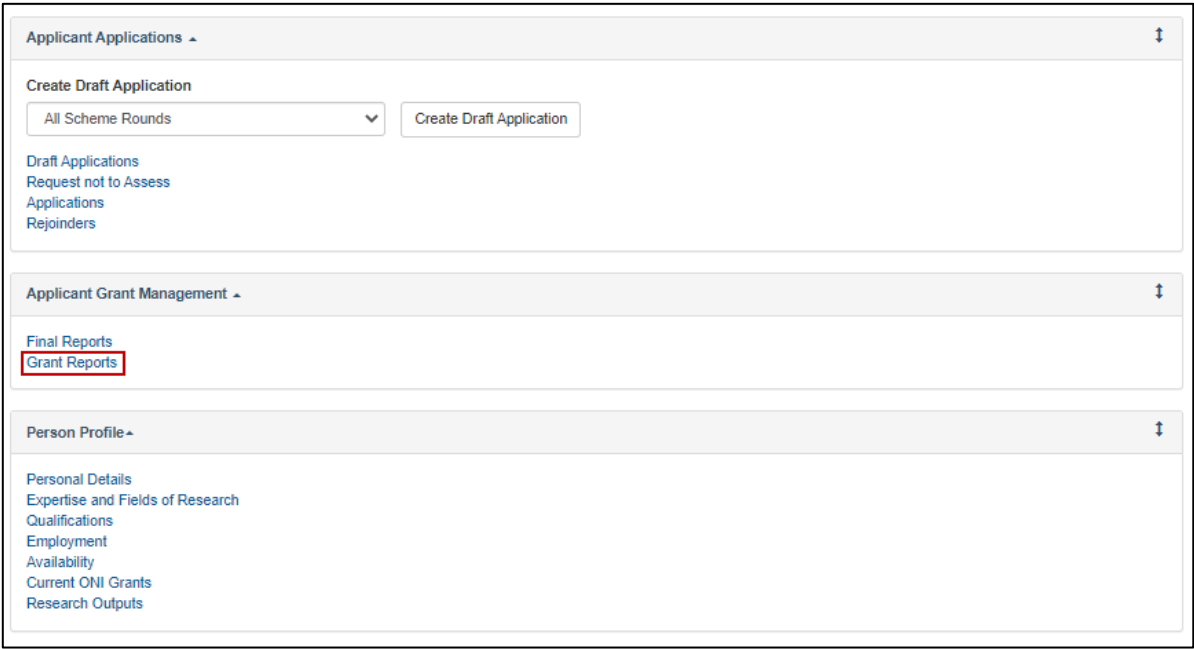 Applicant Applications
Create Draft Application
All Scheme Rounds
Create Draft Application
Draft Applications
Request not to Assess
Applications
Rejoinders
Applicant Grant Management
Final Reports
Grant Reports
Person Profile
Personal Details
Expertise and Fields of Research
Qualifications
Employment
Availability
Current ONI Grants
Research Outputs